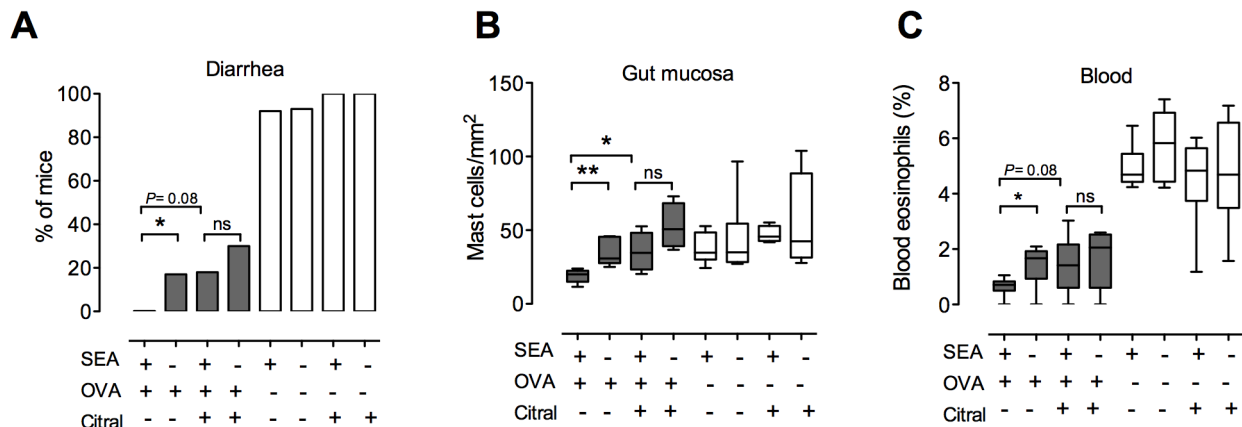 A
Diarrhea
% of mice
100
80
60
40
20
0
P= 0.08
*
ns
SEA + - + - + - + -
OVA + + + + - - - -
Citral - - + + - - + +
B
Gut mucosa
Mast cells/mm2
150
100
50
0
*
**
ns
SEA + - + - + - + -
OVA + + + + - - - -
Citral - - + + - - + +
C
Blood
Blood eosinophils (%)
8
6
4
2
0
P= 0.08
*
ns
SEA + - + - + - + -
OVA + + + + - - - -
Citral - - + + - - + +